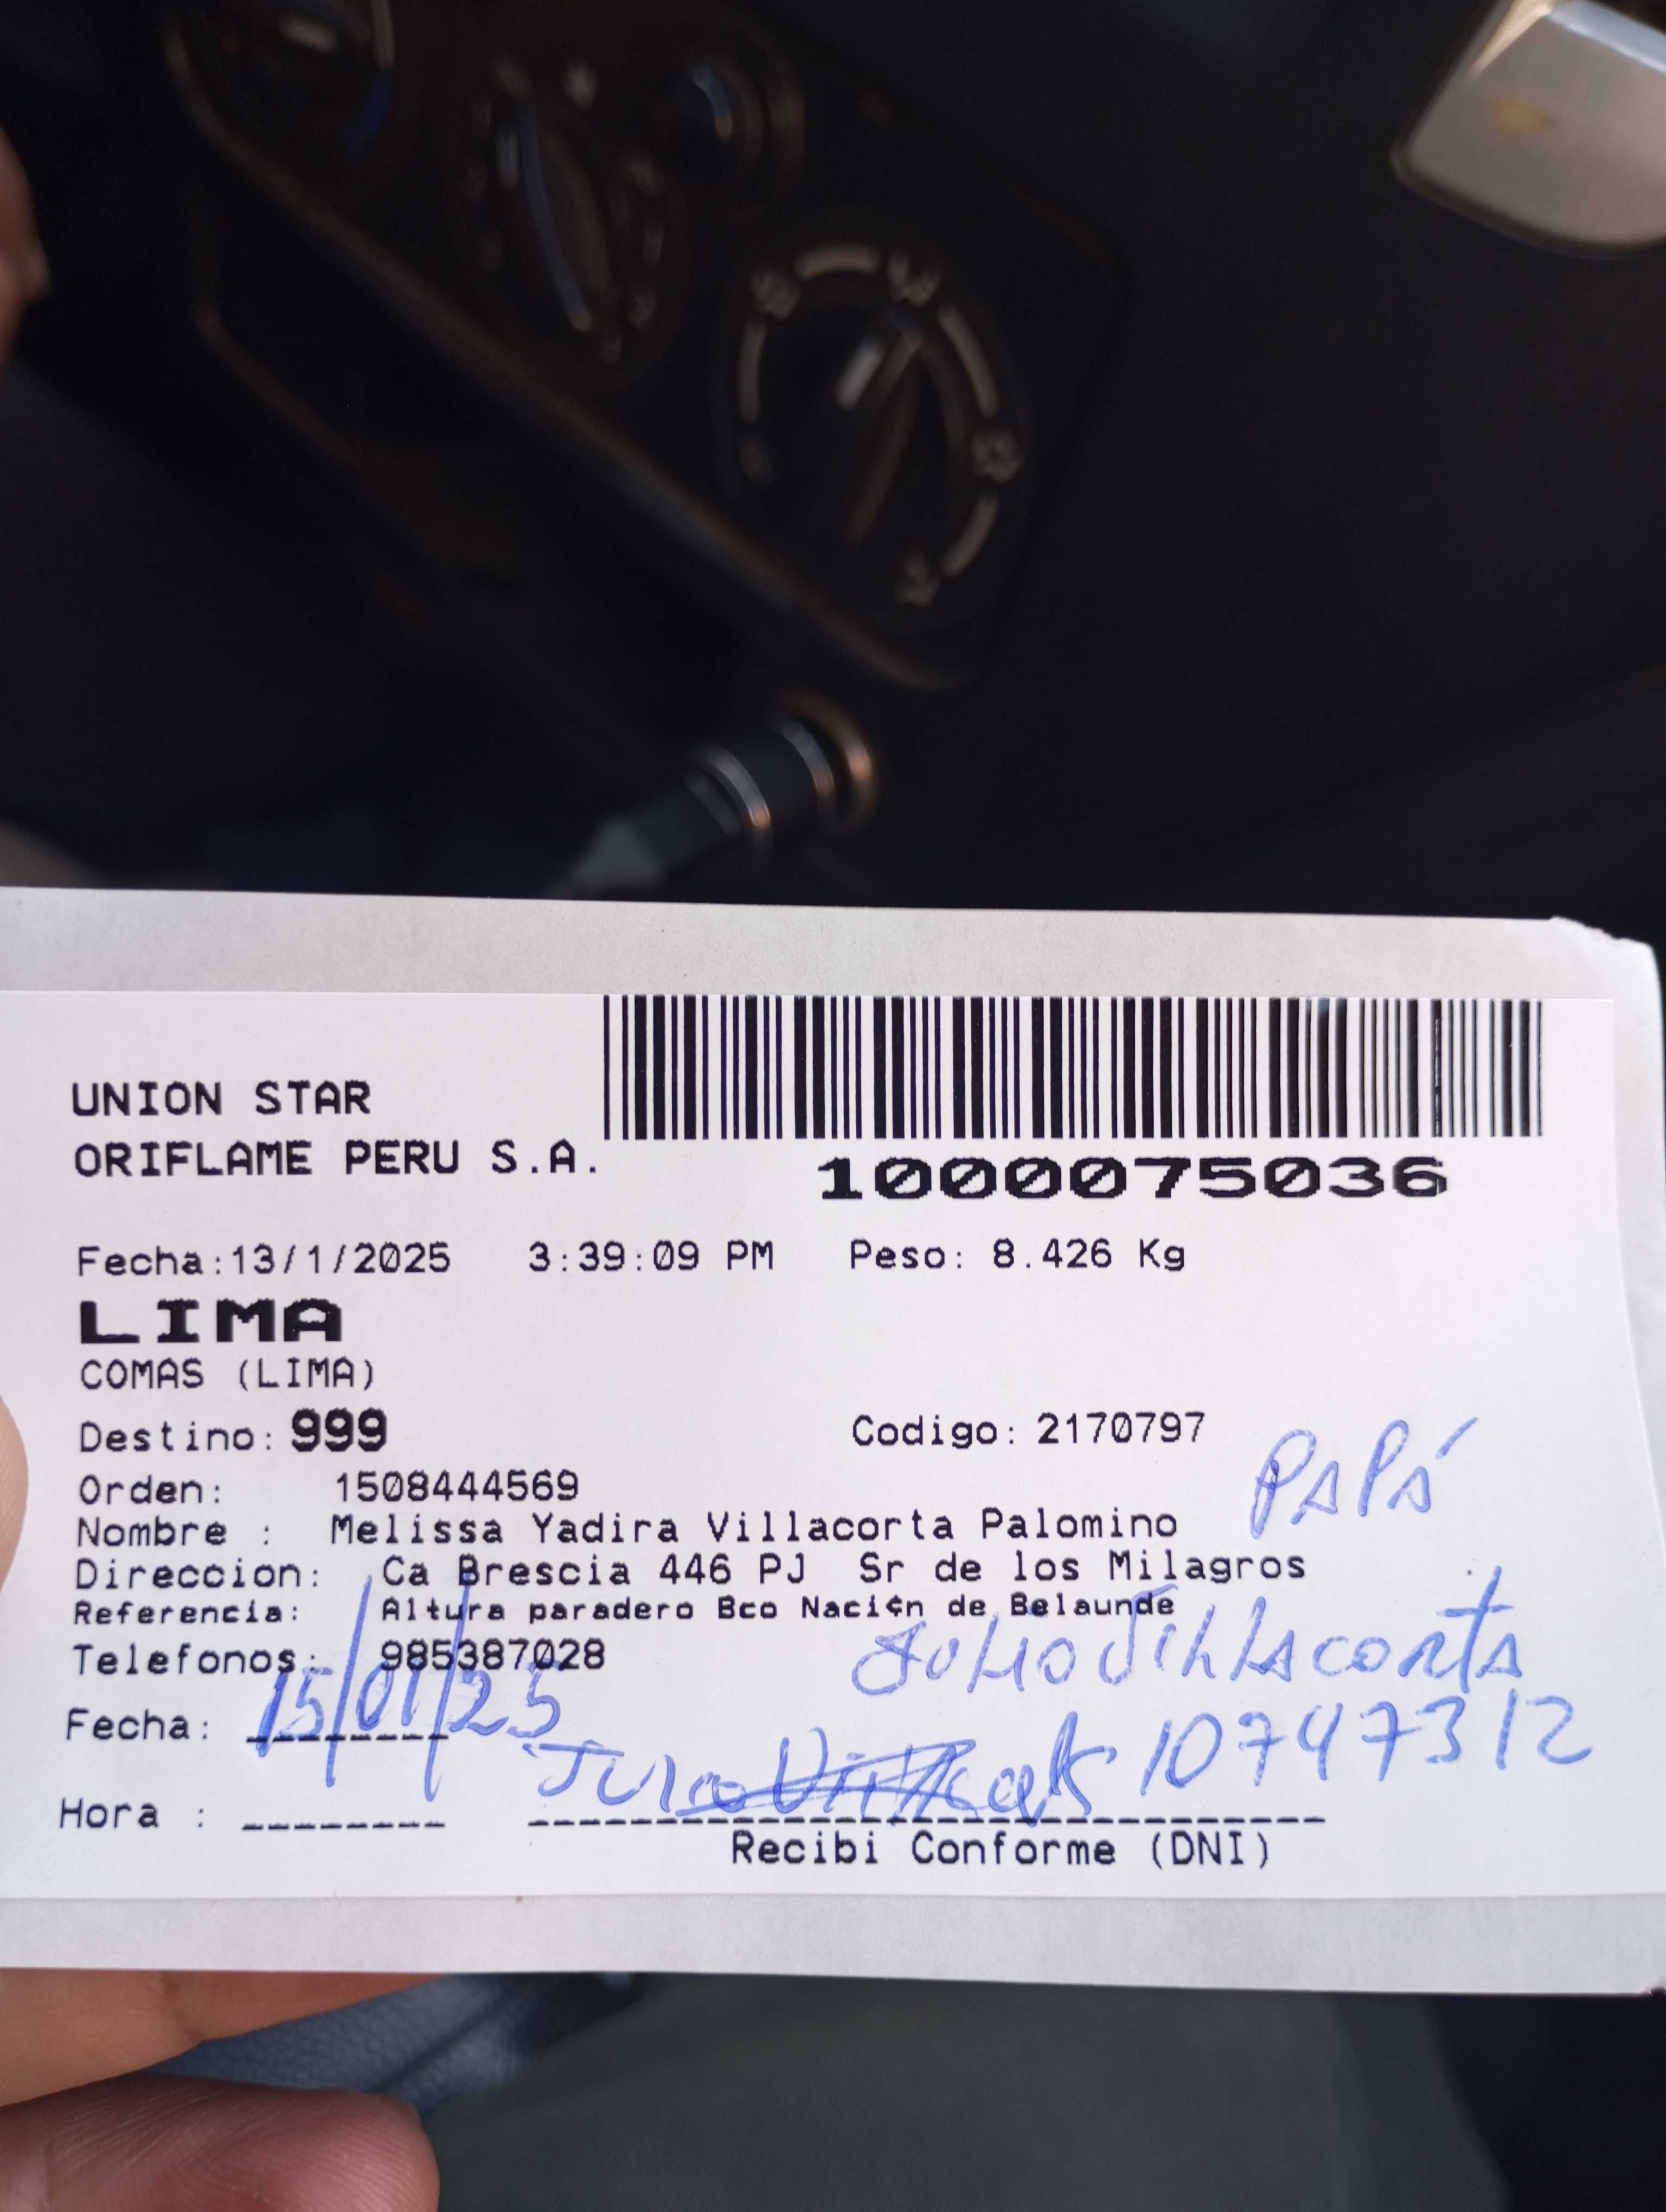 UNION STAR
ORIFLAME PERU S.A.
1000075036
Fecha:13/1/2025 3:39:09 PM Peso: 8.426 Kg
LIMA
COMAS (LIMA)
Destino: 999 Codigo: 2170797
PAPÁ
Orden: 1508444569
Nombre : Melissa Yadira Villacorta Palomino
Direccion: Ca Brescia 446 PJ Sr de los Milagros
Referencia: Altura paradero Bco Naci¢n de Belaunde
Telefonos: 985387028
JULIO VILLACORTA
Fecha: 15/01/25
10747312
Hora :
Recibi Conforme (DNI)